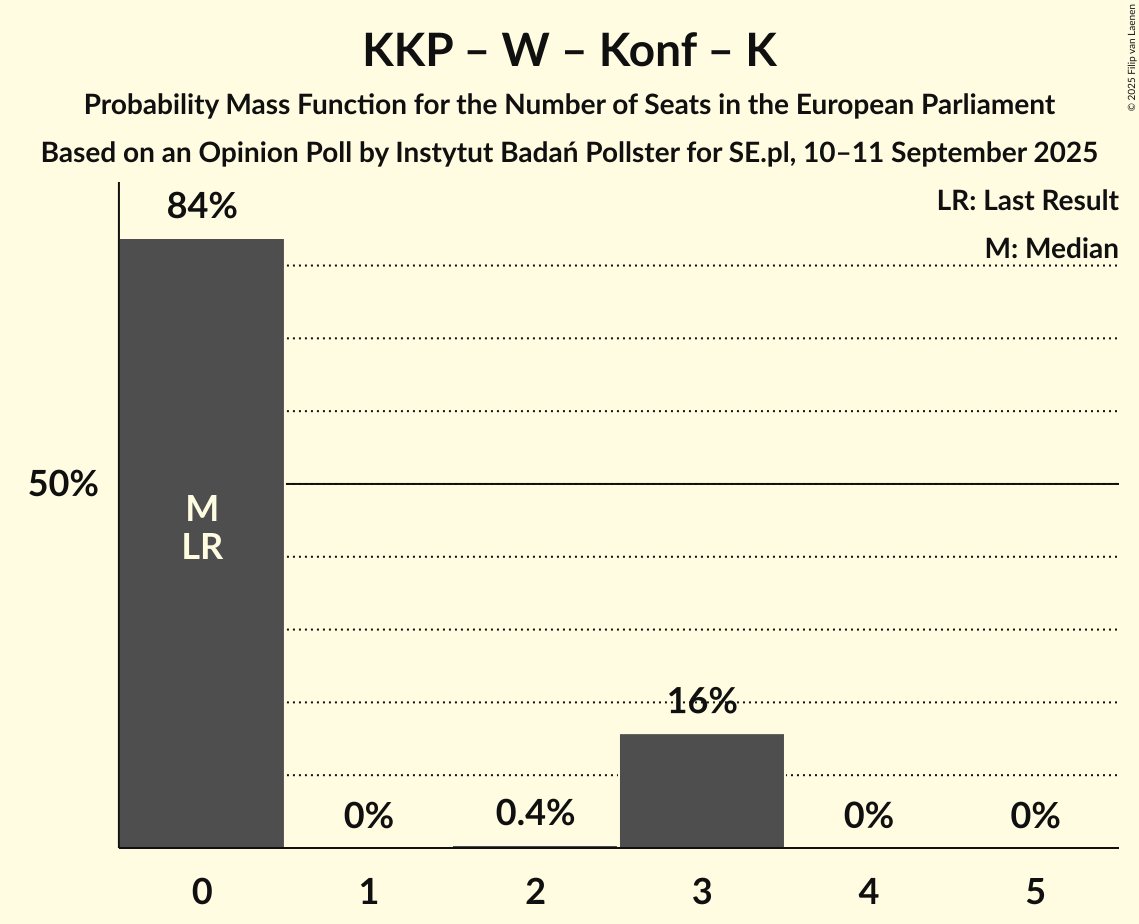 KKP – W – Konf – K
Probability Mass Function for the Number of Seats in the European Parliament
Based on an Opinion Poll by Instytut Badań Pollster for SE.pl, 10–11 September 2025
© 2025 Filip van Laenen
LR: Last Result
M: Median
84%
50%
M
LR
16%
0%
0.4%
0%
0%
0
1
2
3
4
5